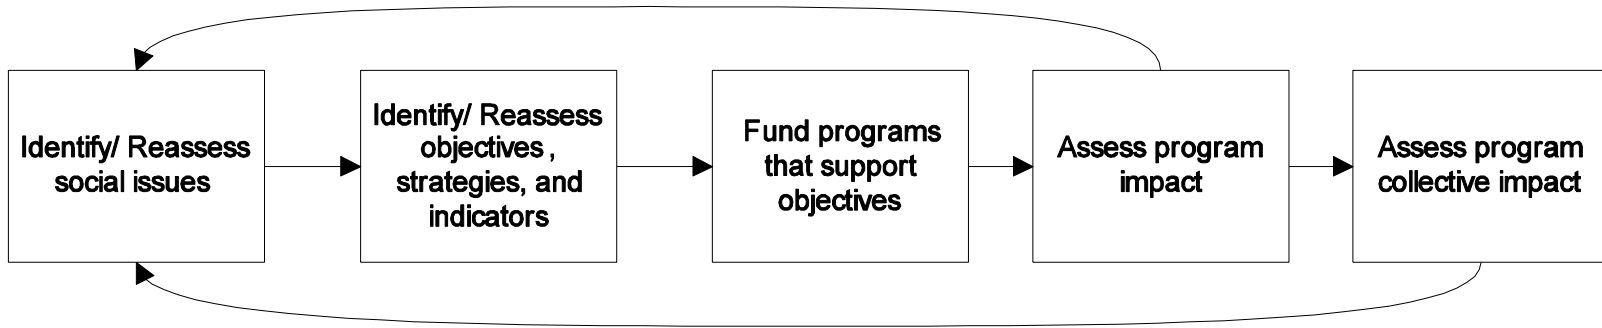 Identify/ Reassess
social issues
Identify/ Reassess
objectives ,
strategies, and
indicators
Fund programs
that support
objectives
Assess program
impact
Assess program
collective impact